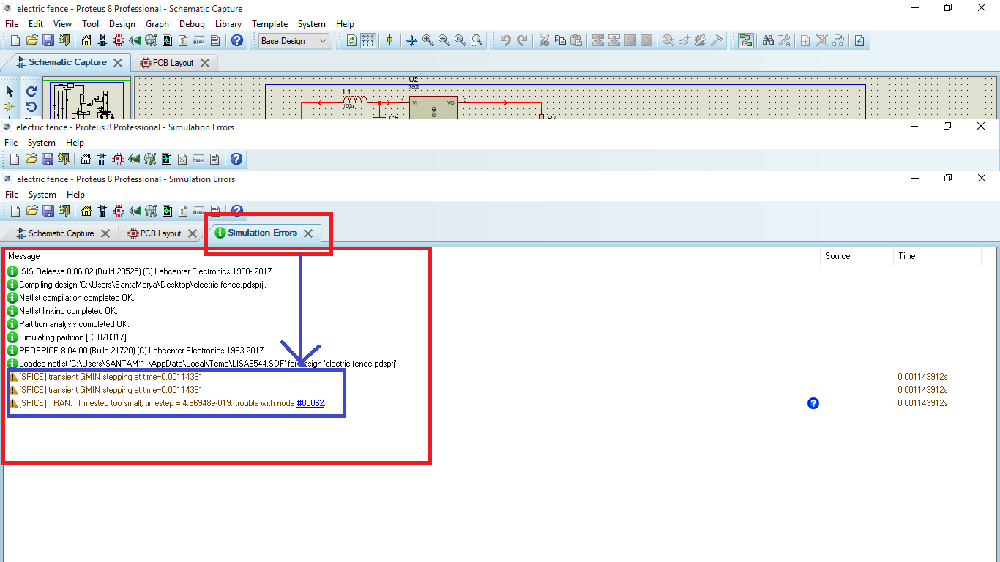 electric fence - Proteus 8 Professional - Schematic Capture
File Edit View Tool Design Graph Debug Library Template System Help
Base Design
Schematic Capture PCB Layout
U2
7809
L1
100u
1 VI VO 3
GND
electric fence - Proteus 8 Professional - Simulation Errors
File System Help
electric fence - Proteus 8 Professional - Simulation Errors
File System Help
Schematic Capture PCB Layout Simulation Errors
Message Source Time
ISIS Release 8.06.02 (Build 23525) (C) Labcenter Electronics 1990- 2017.
Compiling design 'C:\Users\SantaMarya\Desktop\electric fence.pdsprj'.
Netlist compilation completed OK.
Netlist linking completed OK.
Partition analysis completed OK.
Simulating partition [C0870317]
PROSPICE 8.04.00 (Build 21720) (C) Labcenter Electronics 1993-2017.
Loaded netlist 'C:\Users\SANTAM~1\AppData\Local\Temp\LISA9544.SDF' for design 'electric fence.pdsprj'
[SPICE] transient GMIN stepping at time=0.00114391 0.001143912s
[SPICE] transient GMIN stepping at time=0.00114391 0.001143912s
[SPICE] TRAN: Timestep too small; timestep = 4.66948e-019: trouble with node #00062. 0.001143912s